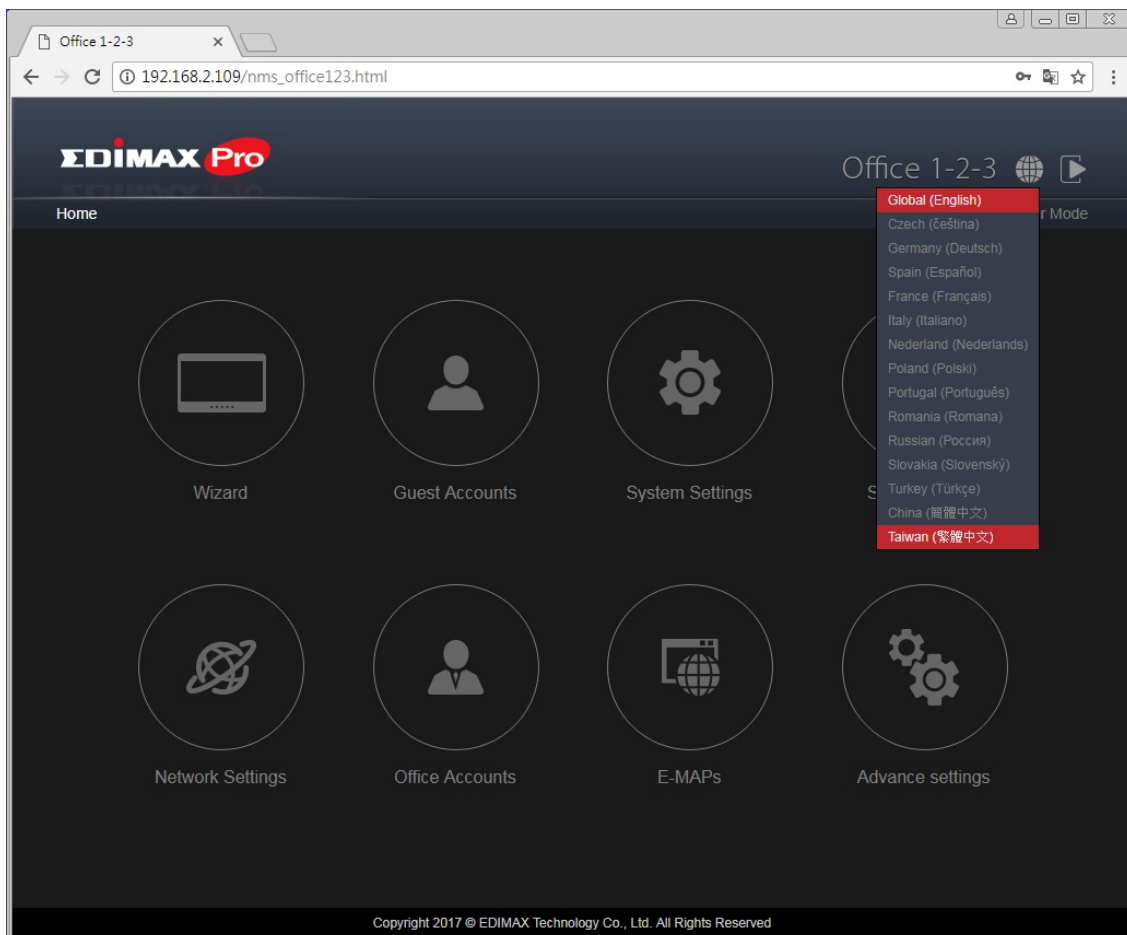 Office 1-2-3
192.168.2.109/nms_office123.html
EDIMAX Pro
Office 1-2-3
Home
r Mode
Global (English)
Czech (čeština)
Germany (Deutsch)
Spain (Español)
France (Français)
Italy (Italiano)
Nederland (Nederlands)
Poland (Polski)
Portugal (Português)
Romania (Romana)
Russian (Россия)
Slovakia (Slovenský)
Turkey (Türkçe)
China (簡體中文)
Taiwan (繁體中文)
Wizard
Guest Accounts
System Settings
S
Network Settings
Office Accounts
E-MAPs
Advance settings
Copyright 2017 © EDIMAX Technology Co., Ltd. All Rights Reserved